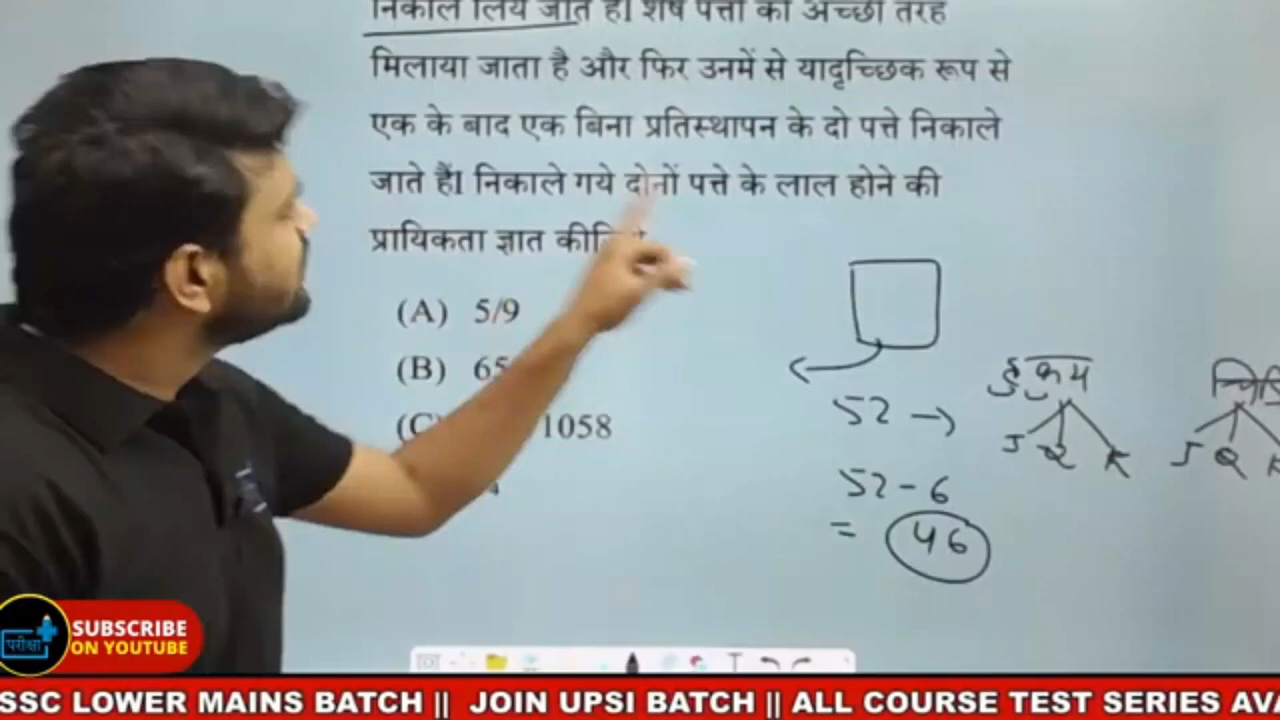 निकाल लिये जाते हैं। शेष पत्तों को अच्छी तरह
मिलाया जाता है और फिर उनमें से यादृच्छिक रूप से
एक के बाद एक बिना प्रतिस्थापन के दो पत्ते निकाले
जाते हैं। निकाले गये दोनों पत्ते के लाल होने की
प्रायिकता ज्ञात
(A) 5/9
(B) 65
1058
52 →
हुकुम
J Q K
J Q K
52 - 6
= 46
परीक्षा
SUBSCRIBE
ON YOUTUBE
SSC LOWER MAINS BATCH || JOIN UPSI BATCH || ALL COURSE TEST SERIES AVA